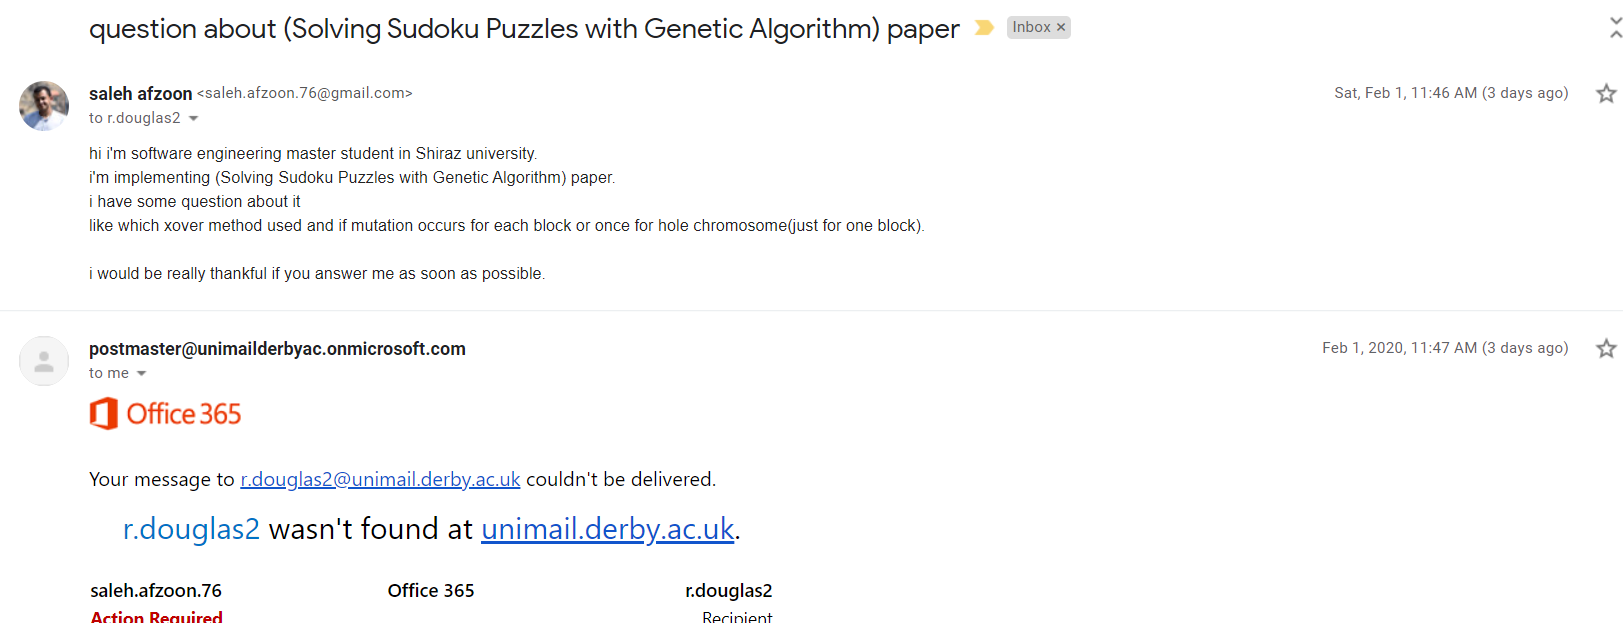 question about (Solving Sudoku Puzzles with Genetic Algorithm) paper Inbox ×
saleh afzoon <saleh.afzoon.76@gmail.com> Sat, Feb 1, 11:46 AM (3 days ago)
to r.douglas2
hi i'm software engineering master student in Shiraz university.
i'm implementing (Solving Sudoku Puzzles with Genetic Algorithm) paper.
i have some question about it
like which xover method used and if mutation occurs for each block or once for hole chromosome(just for one block).
i would be really thankful if you answer me as soon as possible.
postmaster@unimailderbyac.onmicrosoft.com Feb 1, 2020, 11:47 AM (3 days ago)
to me
Office 365
Your message to r.douglas2@unimail.derby.ac.uk couldn't be delivered.
r.douglas2 wasn't found at unimail.derby.ac.uk.
saleh.afzoon.76 Office 365 r.douglas2
Action Required Recipient